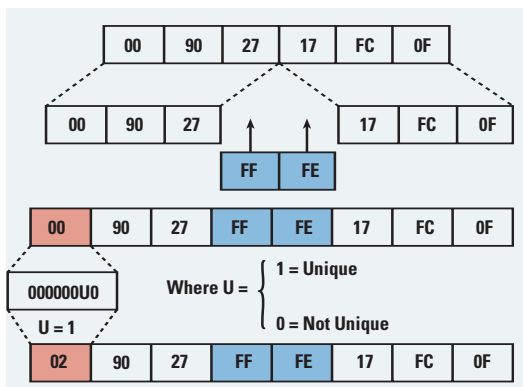 00 90 27 17 FC 0F
00 90 27 17 FC 0F
FF FE
00 90 27 FF FE 17 FC 0F
000000U0
Where U =
1 = Unique
0 = Not Unique
U = 1
02 90 27 FF FE 17 FC 0F